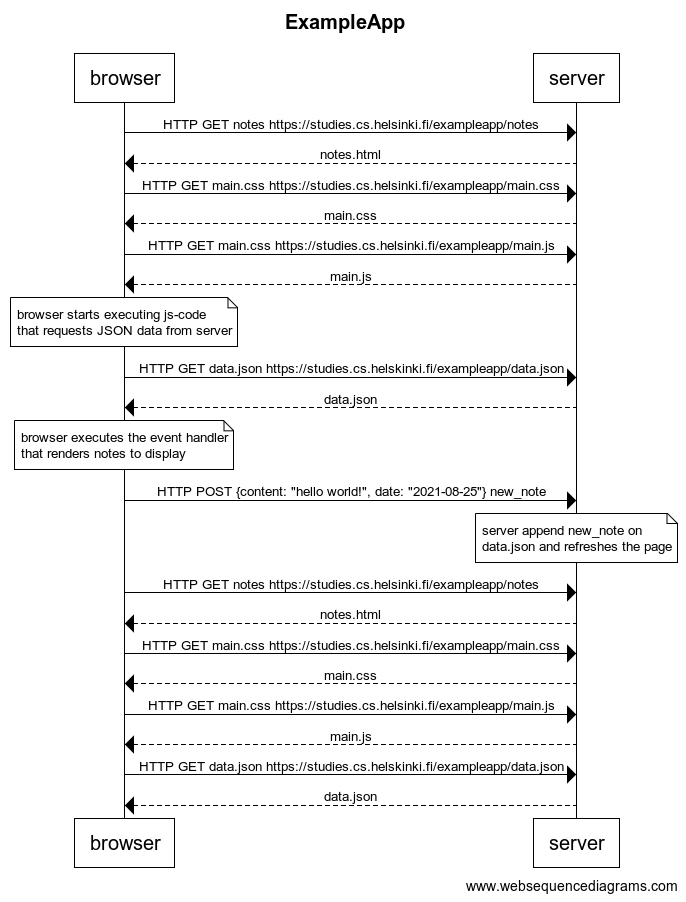 ExampleApp
browser
server
HTTP GET notes https://studies.cs.helsinki.fi/exampleapp/notes
notes.html
HTTP GET main.css https://studies.cs.helsinki.fi/exampleapp/main.css
main.css
HTTP GET main.css https://studies.cs.helsinki.fi/exampleapp/main.js
main.js
browser starts executing js-code
that requests JSON data from server
HTTP GET data.json https://studies.cs.helskinki.fi/exampleapp/data.json
data.json
browser executes the event handler
that renders notes to display
HTTP POST {content: "hello world!", date: "2021-08-25"} new_note
server append new_note on
data.json and refreshes the page
HTTP GET notes https://studies.cs.helsinki.fi/exampleapp/notes
notes.html
HTTP GET main.css https://studies.cs.helsinki.fi/exampleapp/main.css
main.css
HTTP GET main.css https://studies.cs.helsinki.fi/exampleapp/main.js
main.js
HTTP GET data.json https://studies.cs.helskinki.fi/exampleapp/data.json
data.json
browser
server
www.websequencediagrams.com